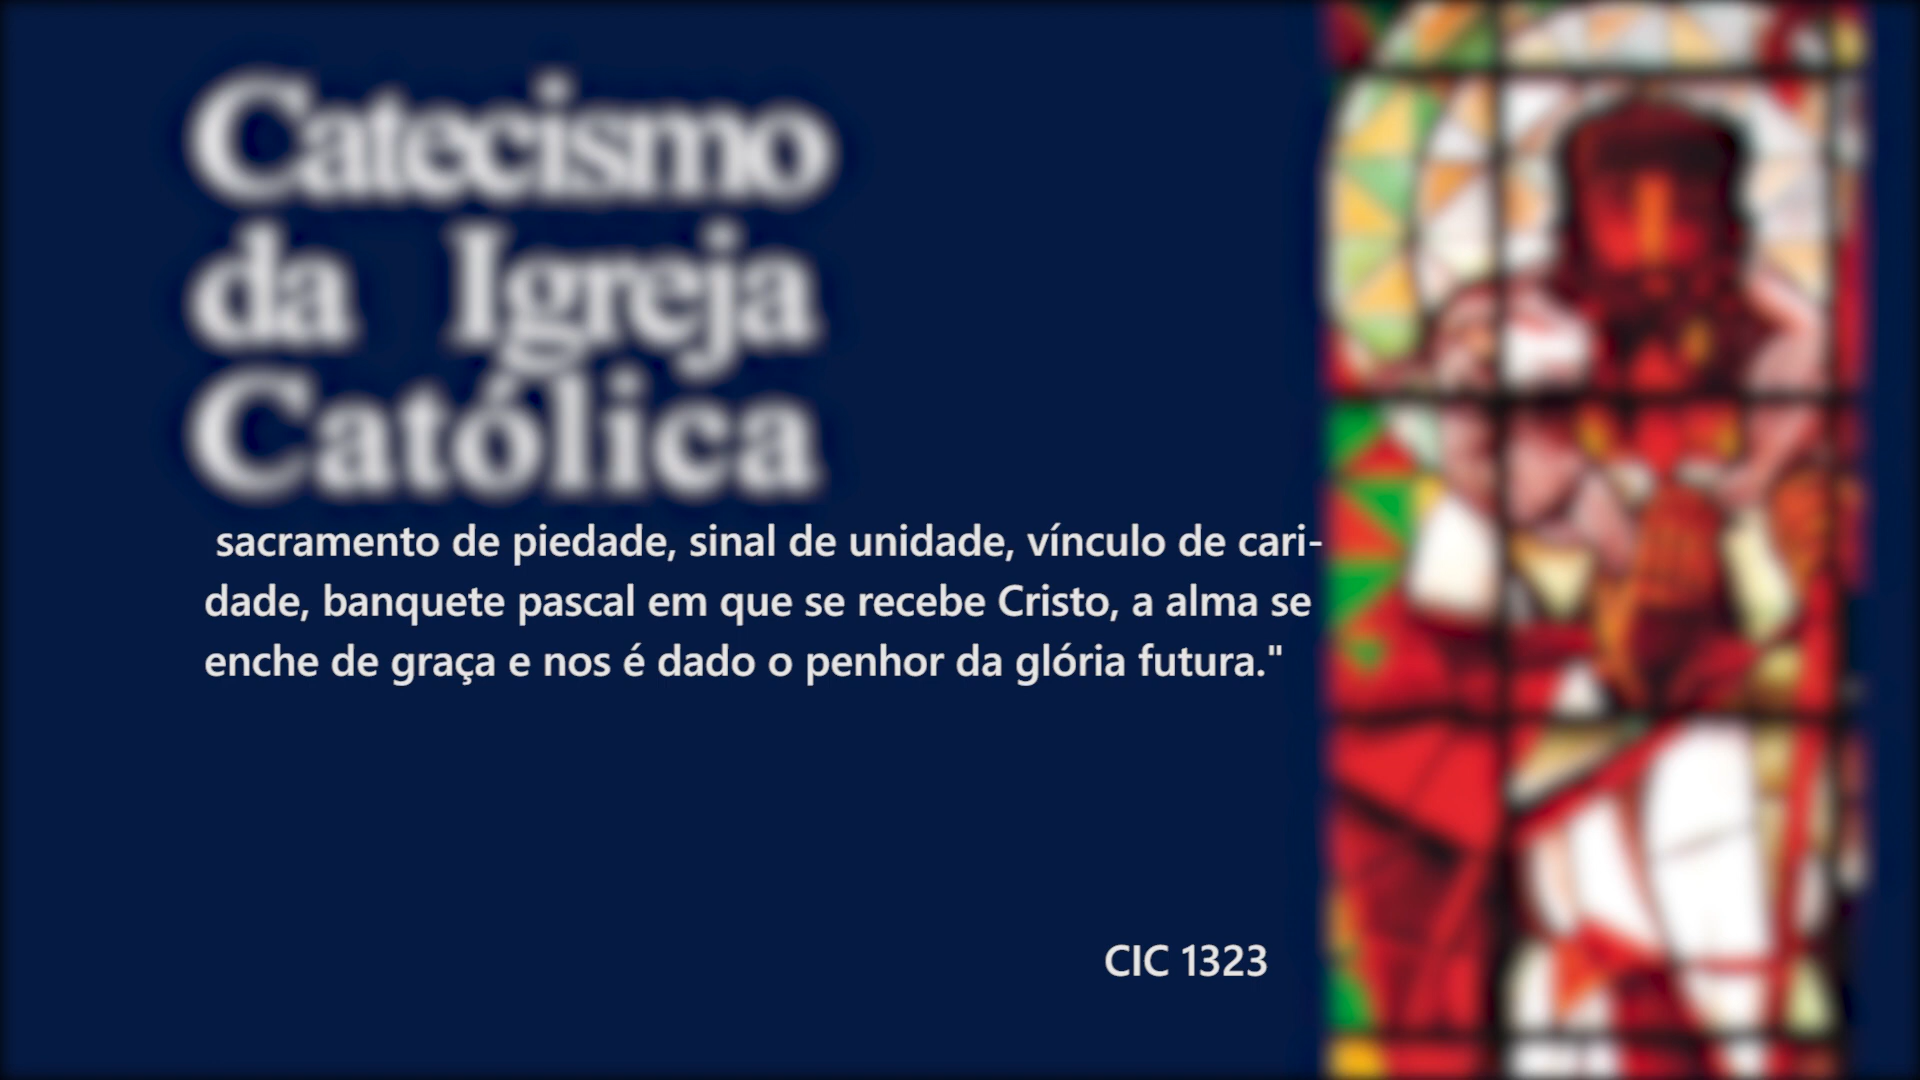 Catecismo
da Igreja
Católica
sacramento de piedade, sinal de unidade, vínculo de cari-
dade, banquete pascal em que se recebe Cristo, a alma se
enche de graça e nos é dado o penhor da glória futura."
CIC 1323